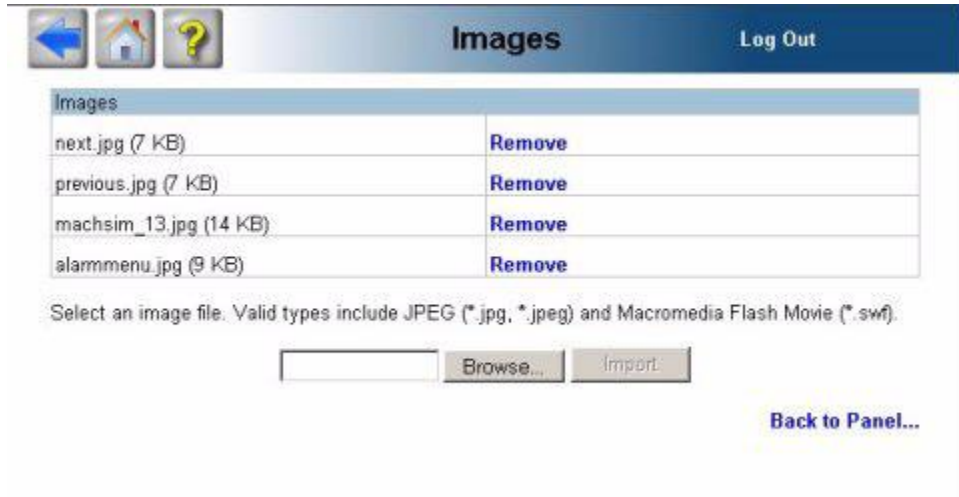 Images
Log Out
Images
next.jpg (7 KB)
Remove
previous.jpg (7 KB)
Remove
machsim_13.jpg (14 KB)
Remove
alarmmenu.jpg (9 KB)
Remove
Select an image file. Valid types include JPEG (*.jpg, *.jpeg) and Macromedia Flash Movie (*.swf).
Browse... Import
Back to Panel...